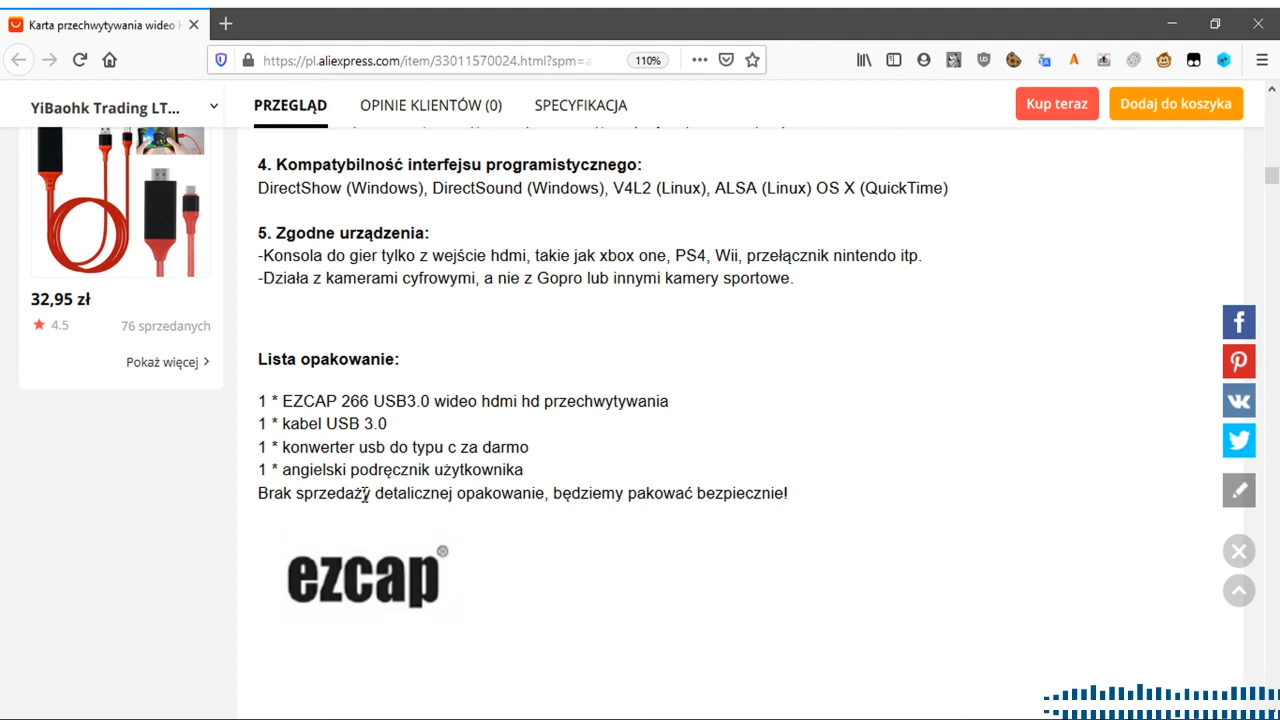 Karta przechwytywania wideo
https://pl.aliexpress.com/item/33011570024.html?spm=a
110%
YiBaohk Trading LT...
PRZEGLĄD
OPINIE KLIENTÓW (0)
SPECYFIKACJA
Kup teraz
Dodaj do koszyka
4. Kompatybilność interfejsu programistycznego:
DirectShow (Windows), DirectSound (Windows), V4L2 (Linux), ALSA (Linux) OS X (QuickTime)
5. Zgodne urządzenia:
-Konsola do gier tylko z wejście hdmi, takie jak xbox one, PS4, Wii, przełącznik nintendo itp.
-Działa z kamerami cyfrowymi, a nie z Gopro lub innymi kamery sportowe.
32,95 zł
4.5
76 sprzedanych
Pokaż więcej
Lista opakowanie:
1 * EZCAP 266 USB3.0 wideo hdmi hd przechwytywania
1 * kabel USB 3.0
1 * konwerter usb do typu c za darmo
1 * angielski podręcznik użytkownika
Brak sprzedaży detalicznej opakowanie, będziemy pakować bezpiecznie!
ezcap®